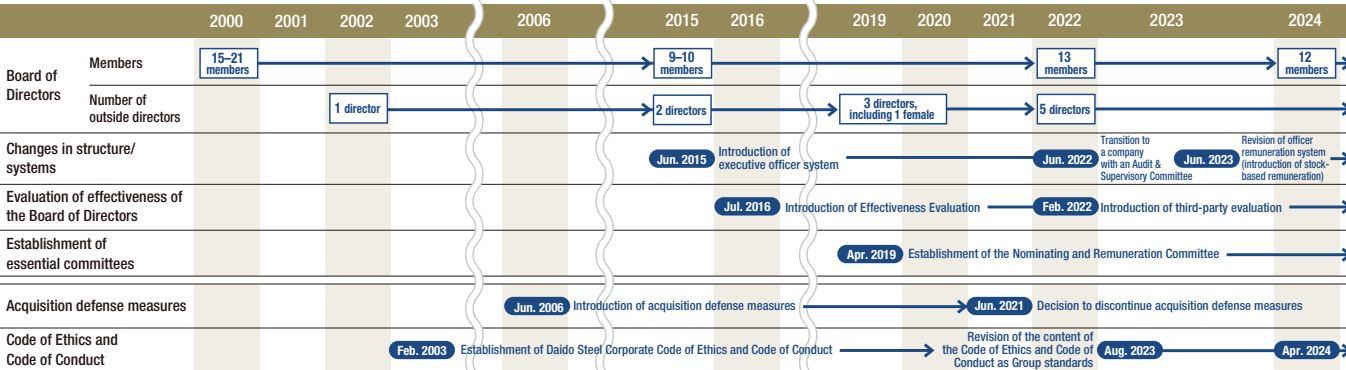 2000 2001 2002 2003 2006 2015 2016 2019 2020 2021 2022 2023 2024
Board of
Directors
Members
15–21
members
9–10
members
13
members
12
members
Number of
outside directors
1 director
2 directors
3 directors,
including 1 female
5 directors
Changes in structure/
systems
Jun. 2015
Introduction of
executive officer system
Jun. 2022
Transition to
a company
with an Audit &
Supervisory Committee
Jun. 2023
Revision of officer
remuneration system
(introduction of stock-
based remuneration)
Evaluation of effectiveness of
the Board of Directors
Jul. 2016
Introduction of Effectiveness Evaluation
Feb. 2022
Introduction of third-party evaluation
Establishment of
essential committees
Apr. 2019
Establishment of the Nominating and Remuneration Committee
Acquisition defense measures
Jun. 2006
Introduction of acquisition defense measures
Jun. 2021
Decision to discontinue acquisition defense measures
Code of Ethics and
Code of Conduct
Feb. 2003
Establishment of Daido Steel Corporate Code of Ethics and Code of Conduct
Revision of the content of
the Code of Ethics and Code of
Conduct as Group standards
Aug. 2023
Apr. 2024